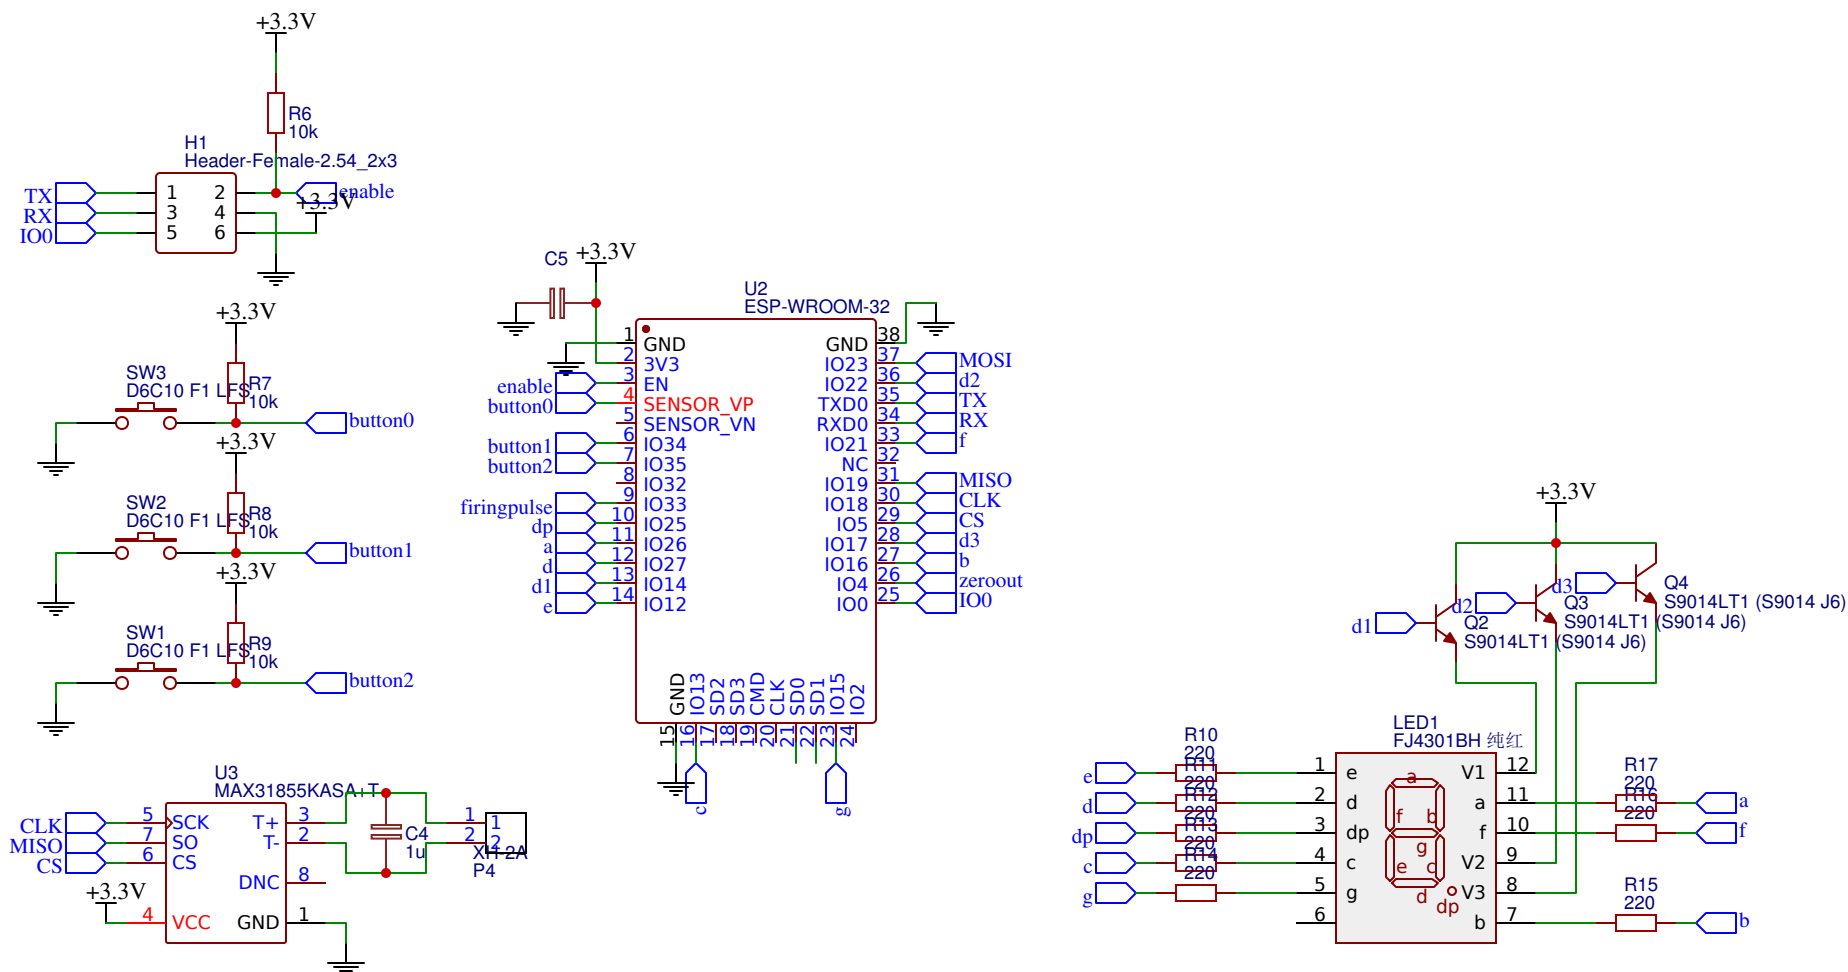 +3.3V
R6
10k
H1
Header-Female-2.54_2x3
TX 1 2 enable
RX 3 4 +3.3V
IO0 5 6
+3.3V
SW3
D6C10 F1 LFS
R7
10k
button0
+3.3V
SW2
D6C10 F1 LFS
R8
10k
button1
+3.3V
SW1
D6C10 F1 LFS
R9
10k
button2
U3
MAX31855KASA+T
CLK 5 SCK T+ 3
MISO 7 SO T- 2
CS 6 CS
DNC 8
+3.3V
4 VCC GND 1
C4
1u
1 1
2 2
XH-2A
P4
C5 +3.3V
U2
ESP-WROOM-32
1 GND GND 38
2 3V3 IO23 37 MOSI
enable 3 EN IO22 36 d2
button0 4 SENSOR_VP TXD0 35 TX
5 SENSOR_VN RXD0 34 RX
button1 6 IO34 IO21 33 f
button2 7 IO35 NC 32
8 IO32 IO19 31 MISO
firingpulse 9 IO33 IO18 30 CLK
dp 10 IO25 IO5 29 CS
a 11 IO26 IO17 28 d3
d 12 IO27 IO16 27 b
d1 13 IO14 IO4 26 zeroout
e 14 IO12 IO0 25 IO0
GND IO13 SD2 SD3 CMD CLK SD0 SD1 IO15 IO2
15 16 17 18 19 20 21 22 23 24
c g
+3.3V
d1
Q2
S9014LT1 (S9014 J6)
d2
Q3
S9014LT1 (S9014 J6)
d3
Q4
S9014LT1 (S9014 J6)
LED1
FJ4301BH 纯红
R10
220
R11
220
R12
220
R13
220
R14
220
e 1 e V1 12
d 2 d a 11 a
dp 3 dp f 10 f
c 4 c V2 9
g 5 g V3 8
6 b 7 b
a
f b
g
e c
d
dp
R17
220
R16
220
R15
220